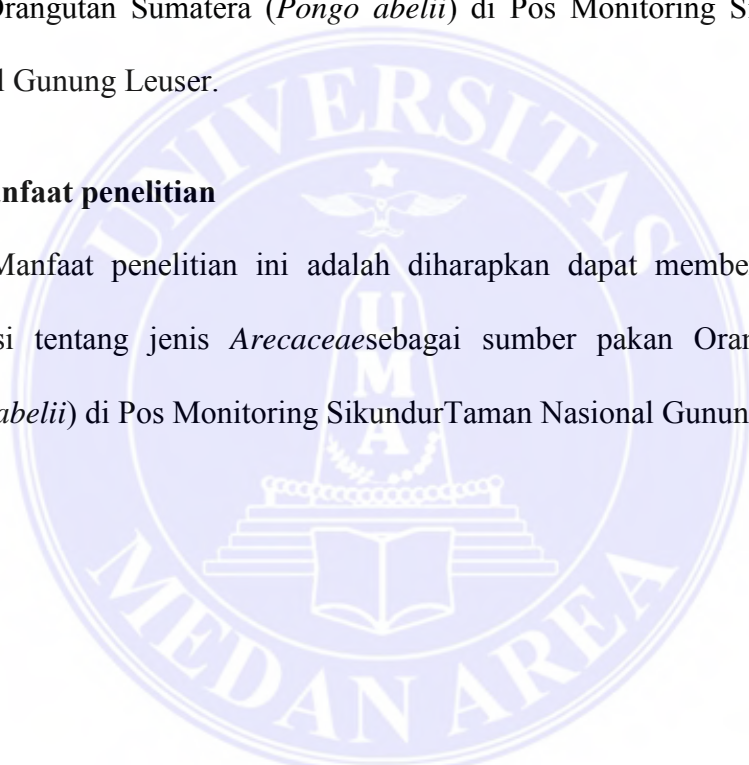 Orangutan Sumatera (Pongo abelii) di Pos Monitoring S
l Gunung Leuser.
UNIVERSITAS
nfaat penelitian
Manfaat penelitian ini adalah diharapkan dapat membe
si tentang jenis Arecaceaesebagai sumber pakan Oran
abelii) di Pos Monitoring SikundurTaman Nasional Gunun
UMA
MEDAN AREA